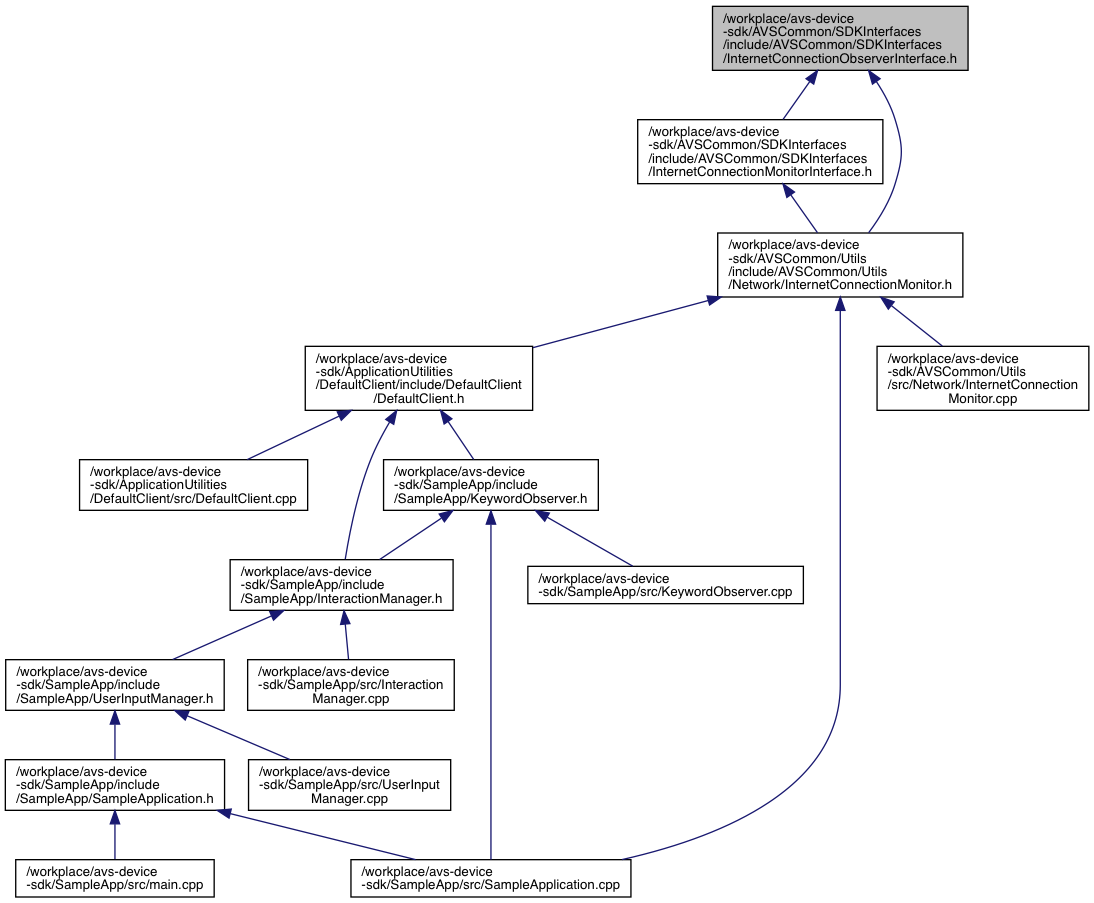 /workplace/avs-device
-sdk/AVSCommon/SDKInterfaces
/include/AVSCommon/SDKInterfaces
/InternetConnectionObserverInterface.h
/workplace/avs-device
-sdk/AVSCommon/SDKInterfaces
/include/AVSCommon/SDKInterfaces
/InternetConnectionMonitorInterface.h
/workplace/avs-device
-sdk/AVSCommon/Utils
/include/AVSCommon/Utils
/Network/InternetConnectionMonitor.h
/workplace/avs-device
-sdk/ApplicationUtilities
/DefaultClient/include/DefaultClient
/DefaultClient.h
/workplace/avs-device
-sdk/AVSCommon/Utils
/src/Network/InternetConnection
Monitor.cpp
/workplace/avs-device
-sdk/ApplicationUtilities
/DefaultClient/src/DefaultClient.cpp
/workplace/avs-device
-sdk/SampleApp/include
/SampleApp/KeywordObserver.h
/workplace/avs-device
-sdk/SampleApp/include
/SampleApp/InteractionManager.h
/workplace/avs-device
-sdk/SampleApp/src/KeywordObserver.cpp
/workplace/avs-device
-sdk/SampleApp/include
/SampleApp/UserInputManager.h
/workplace/avs-device
-sdk/SampleApp/src/Interaction
Manager.cpp
/workplace/avs-device
-sdk/SampleApp/include
/SampleApp/SampleApplication.h
/workplace/avs-device
-sdk/SampleApp/src/UserInput
Manager.cpp
/workplace/avs-device
-sdk/SampleApp/src/main.cpp
/workplace/avs-device
-sdk/SampleApp/src/SampleApplication.cpp